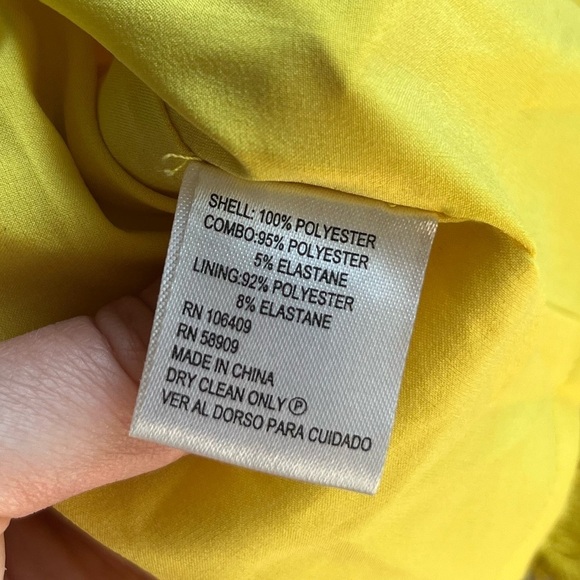 SHELL: 100% POLYESTER
COMBO:95% POLYESTER
5% ELASTANE
LINING:92% POLYESTER
8% ELASTANE
RN 106409
RN 58909
MADE IN CHINA
DRY CLEAN ONLY Ⓟ
VER AL DORSO PARA CUIDADO